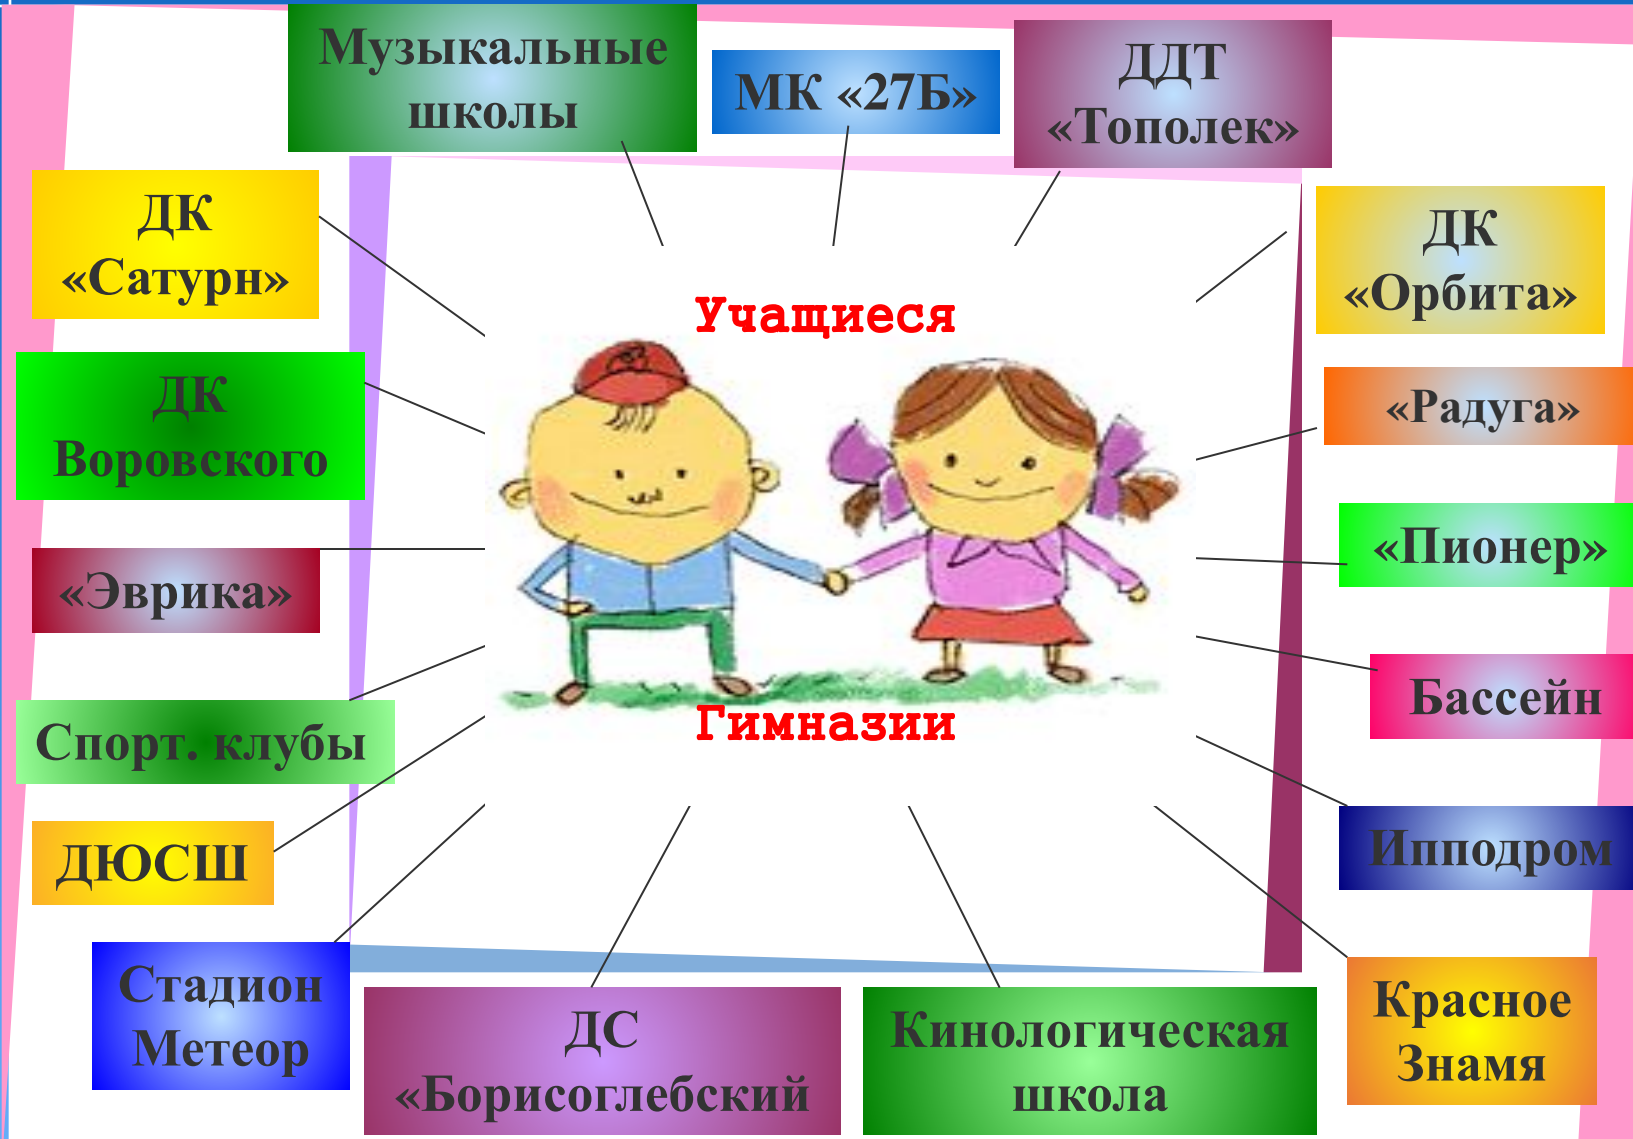 Музыкальные
школы
МК «27Б»
ДДТ
«Тополек»
ДК
«Сатурн»
ДК
«Орбита»
Учащиеся
ДК
Воровского
«Радуга»
«Эврика»
«Пионер»
Спорт. клубы
Бассейн
Гимназии
ДЮСШ
Ипподром
Стадион
Метеор
ДС
«Борисоглебский
Кинологическая
школа
Красное
Знамя